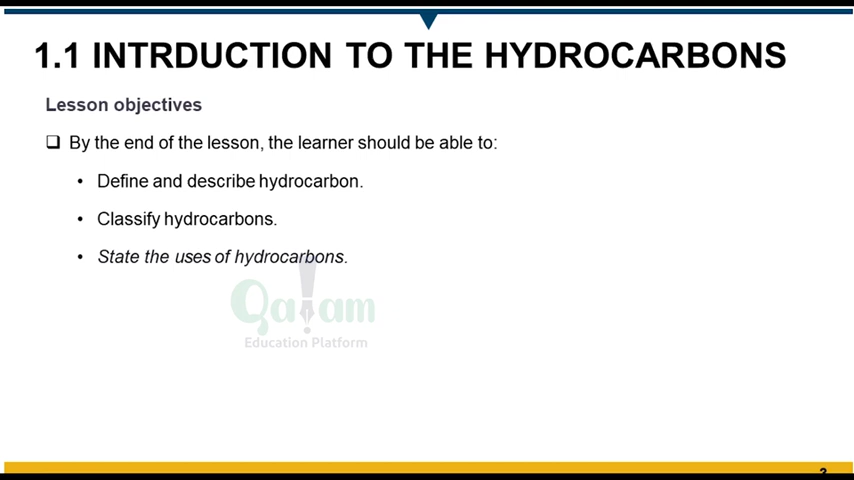 1.1 INTRDUCTION TO THE HYDROCARBONS
Lesson objectives
❑ By the end of the lesson, the learner should be able to:
• Define and describe hydrocarbon.
• Classify hydrocarbons.
• State the uses of hydrocarbons.
Qalam
Education Platform